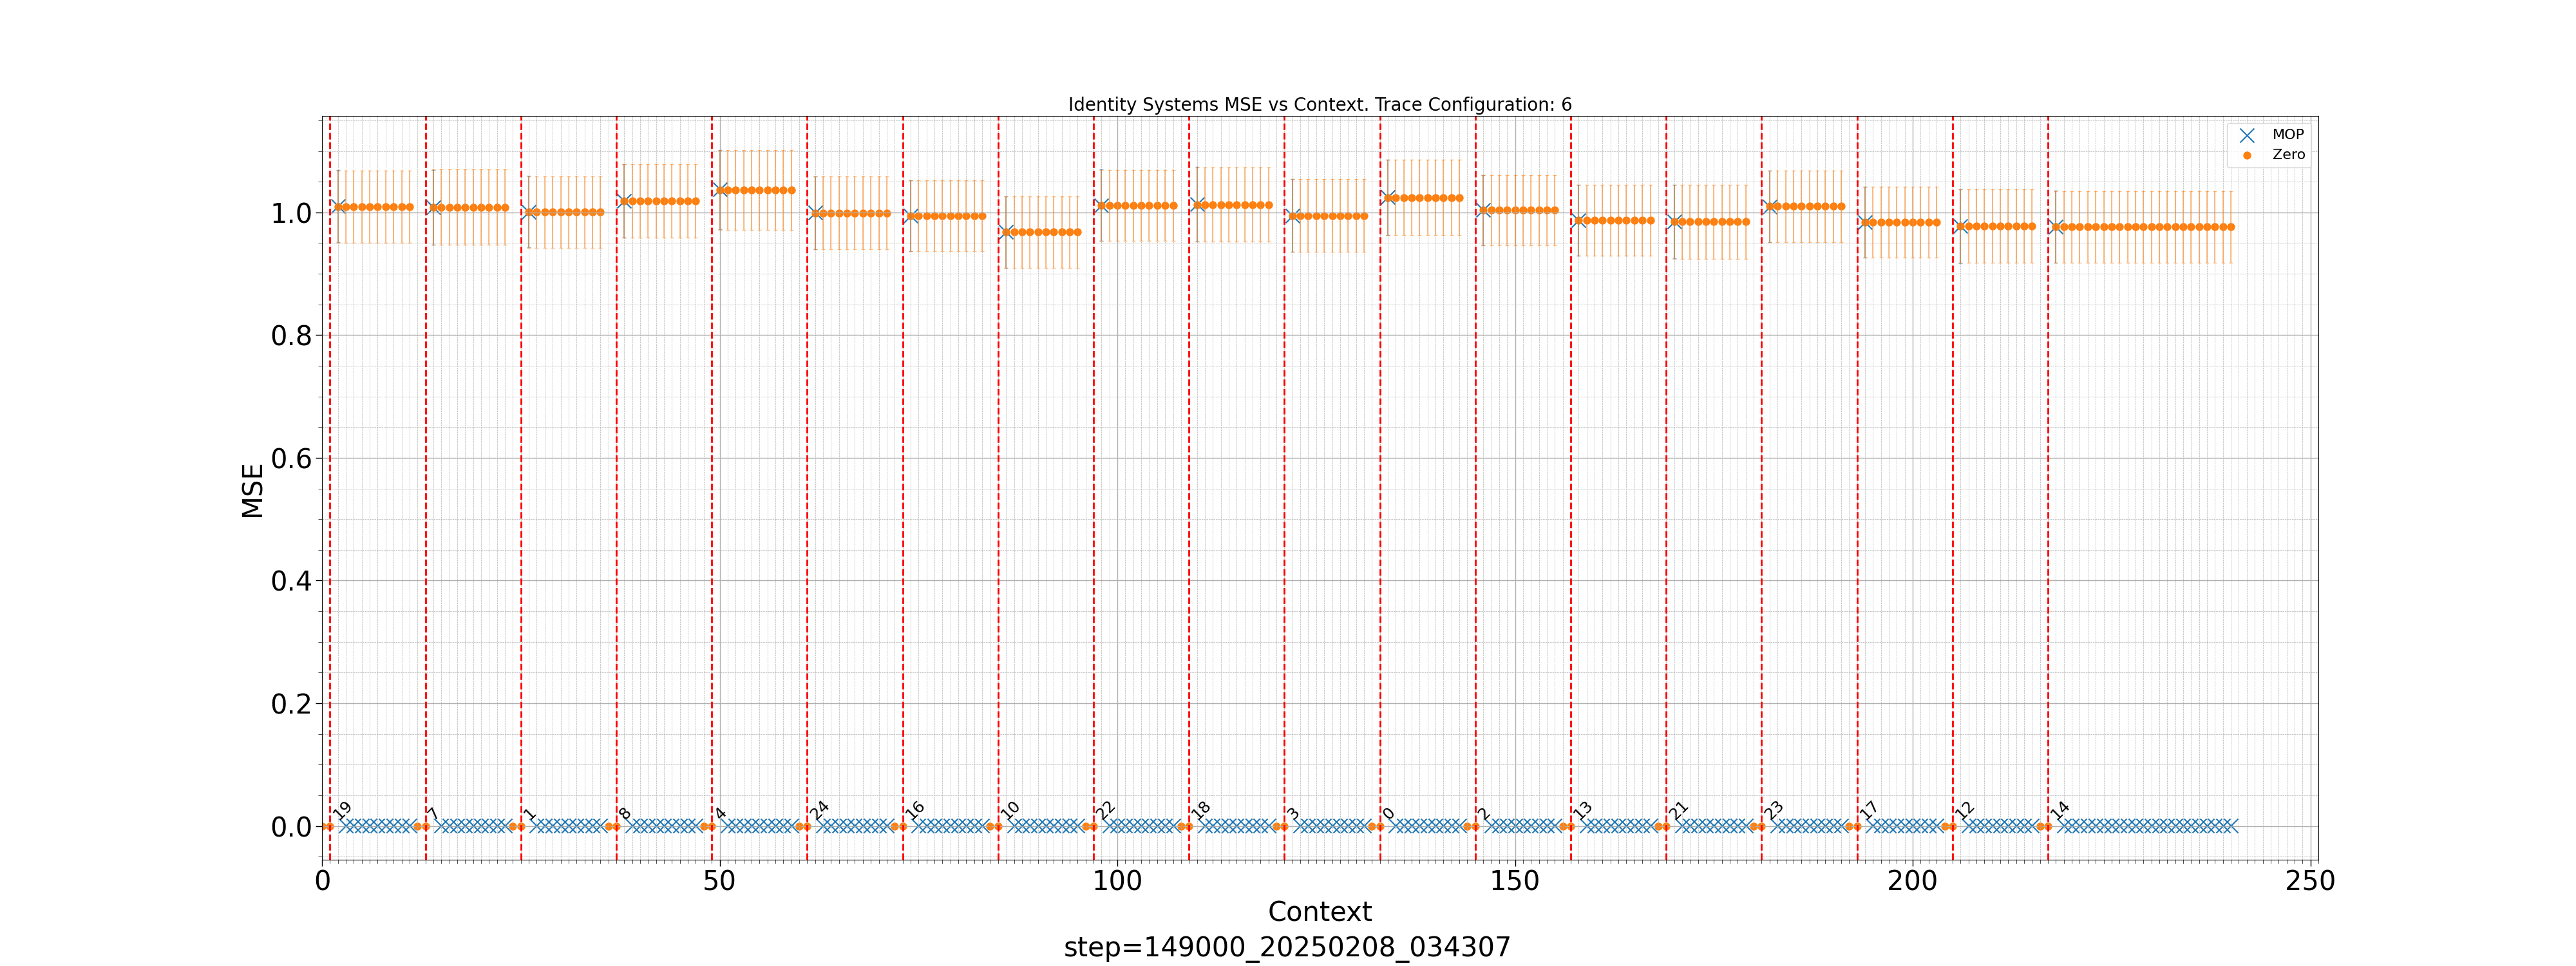 Identity Systems MSE vs Context. Trace Configuration: 6
MOP
Zero
1.0
0.8
0.6
0.4
0.2
0.0
MSE
19 7 1 8 4 24 16 10 22 18 3 0 2 13 21 23 17 12 14
0 50 100 150 200 250
Context
step=149000_20250208_034307